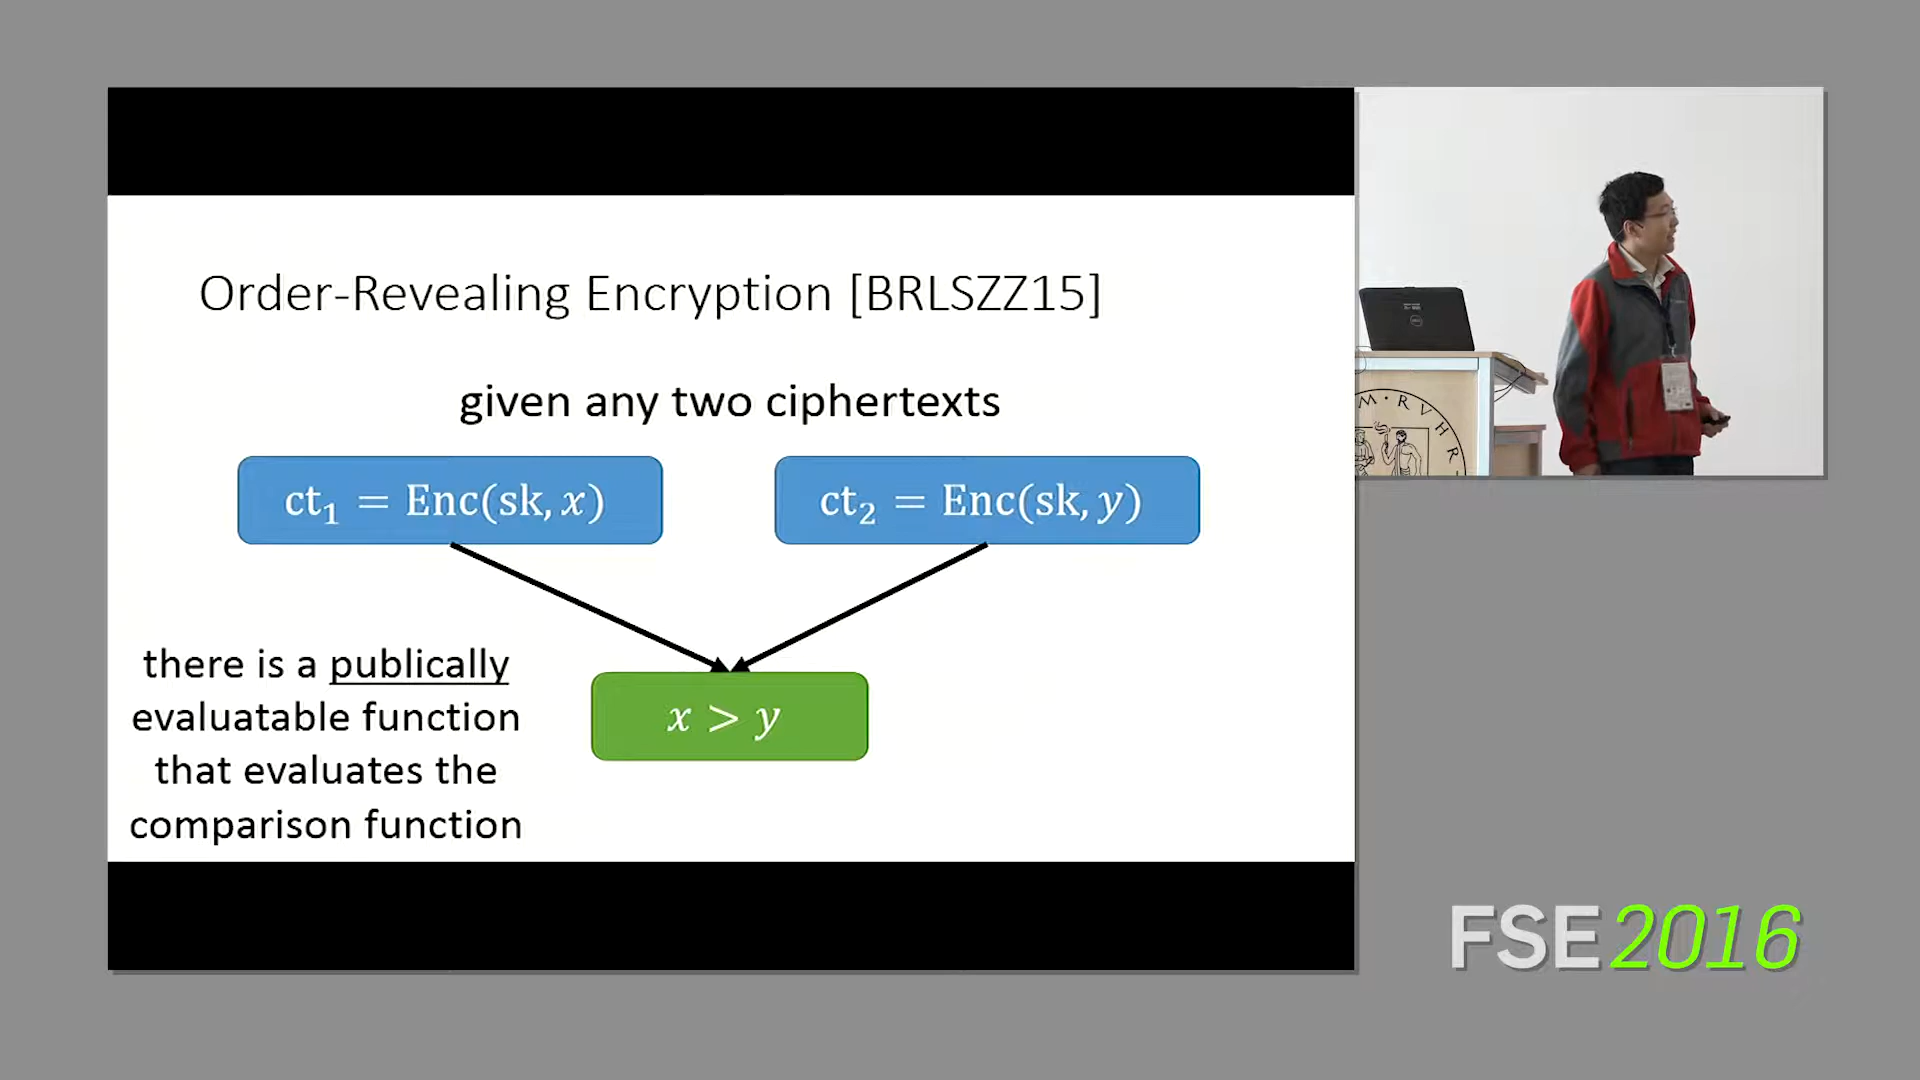 Order-Revealing Encryption [BRLSZZ15]
given any two ciphertexts
ct₁ = Enc(sk, x)
ct₂ = Enc(sk, y)
there is a publically
evaluatable function
that evaluates the
comparison function
x > y
M · R V H R
FSE 2016